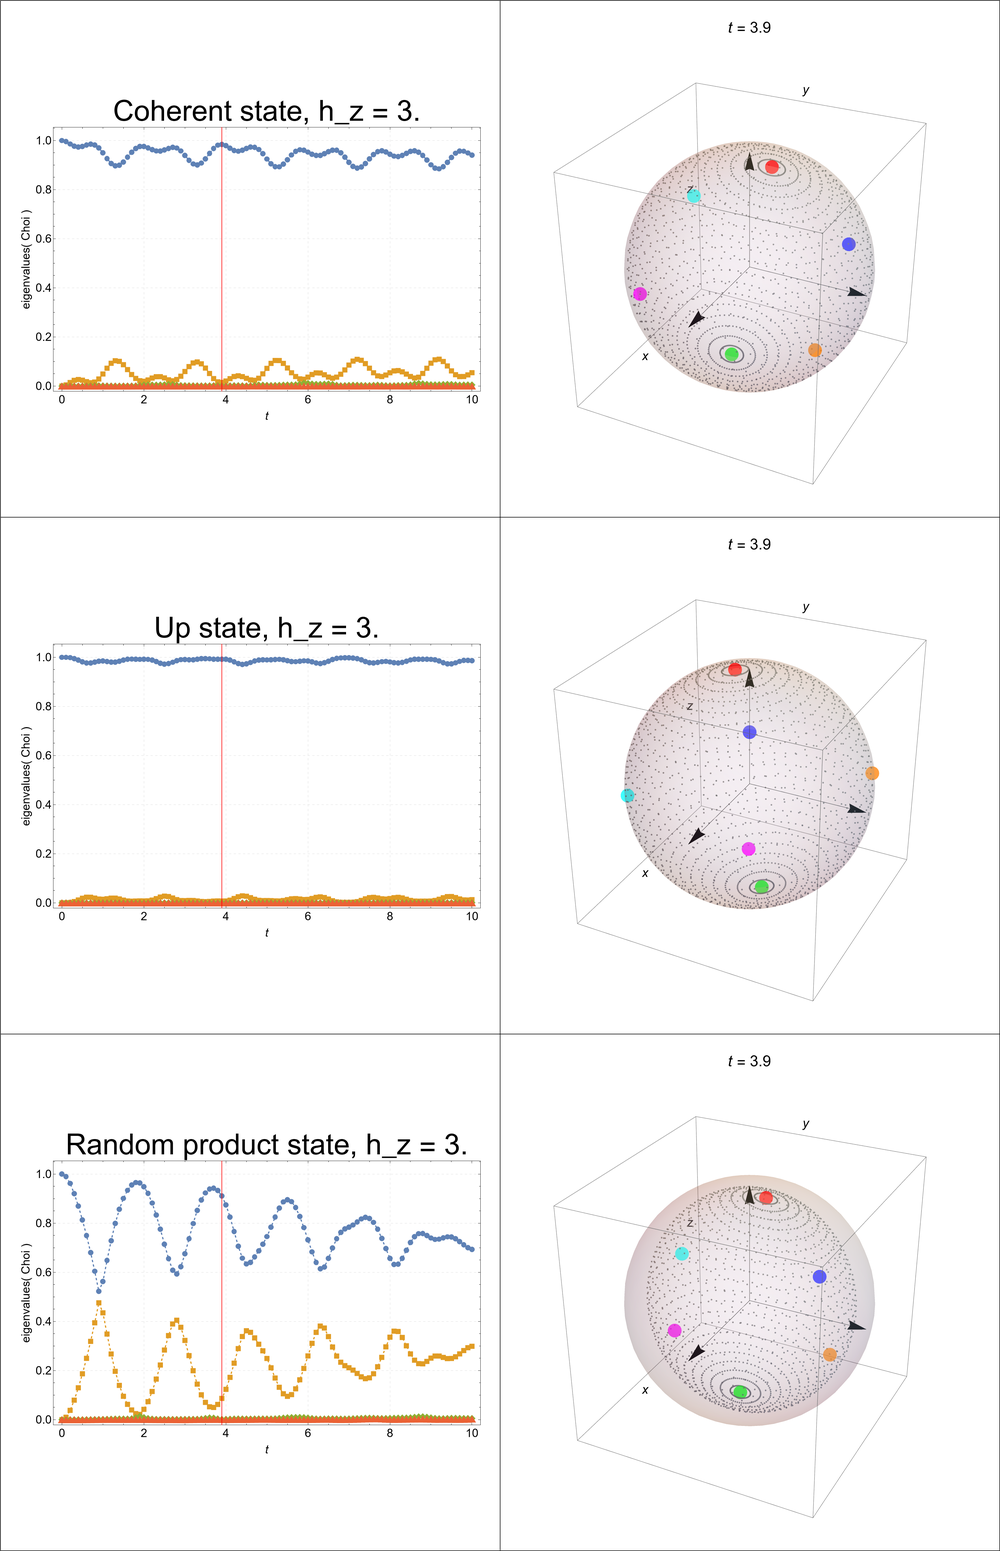 Coherent state, h_z = 3.
eigenvalues( Choi )
1.0
0.8
0.6
0.4
0.2
0.0
0 2 4 6 8 10
t
t = 3.9
y
z
x
Up state, h_z = 3.
eigenvalues( Choi )
1.0
0.8
0.6
0.4
0.2
0.0
0 2 4 6 8 10
t
t = 3.9
y
z
x
Random product state, h_z = 3.
eigenvalues( Choi )
1.0
0.8
0.6
0.4
0.2
0.0
0 2 4 6 8 10
t
t = 3.9
y
z
x